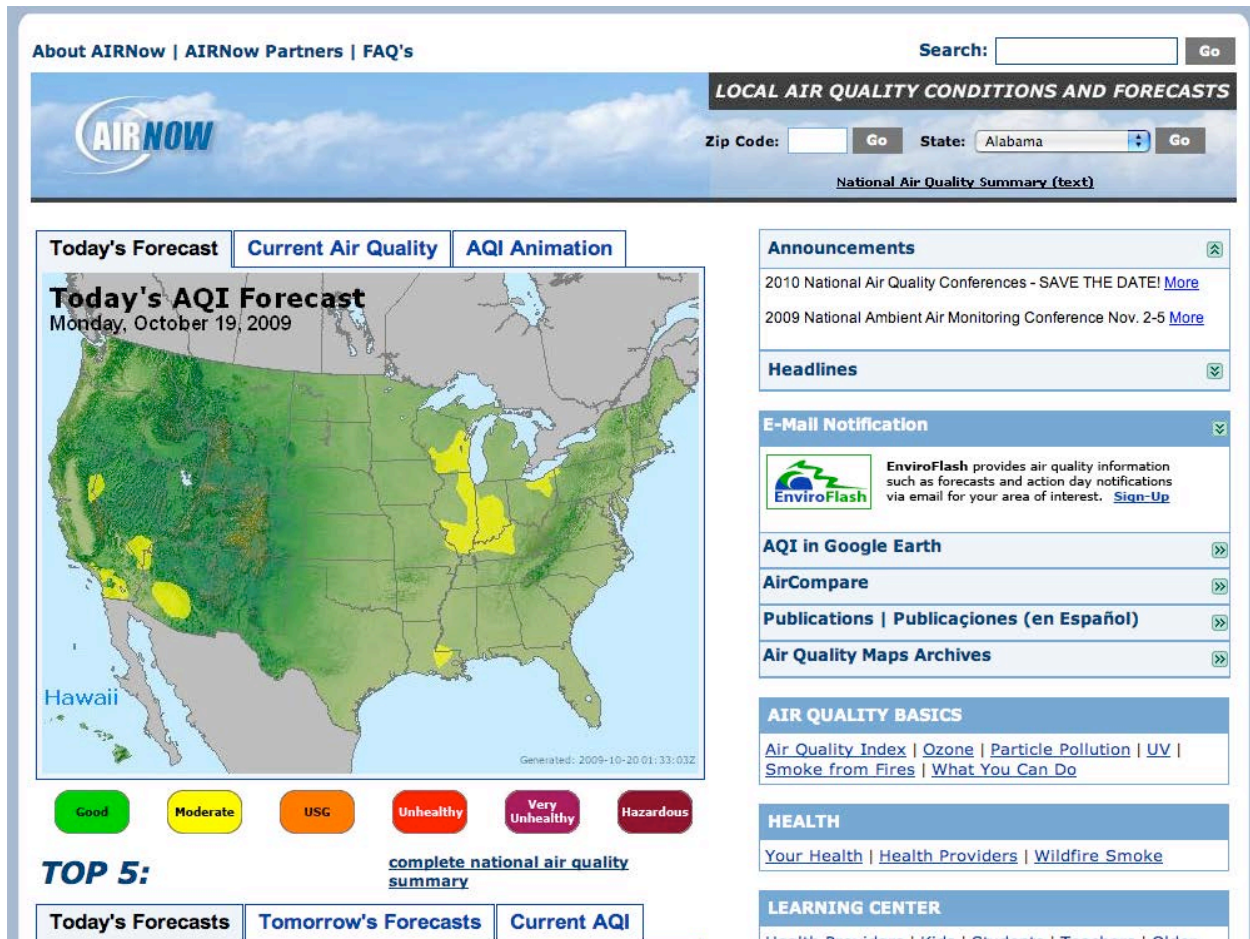 About AIRNow | AIRNow Partners | FAQ's
Search:
Go
LOCAL AIR QUALITY CONDITIONS AND FORECASTS
AIRNOW
Zip Code:
Go
State:
Alabama
Go
National Air Quality Summary (text)
Today's Forecast
Current Air Quality
AQI Animation
Today's AQI Forecast
Monday, October 19, 2009
Hawaii
Generated: 2009-10-20 01:33:03Z
Good
Moderate
USG
Unhealthy
Very
Unhealthy
Hazardous
TOP 5:
complete national air quality
summary
Today's Forecasts
Tomorrow's Forecasts
Current AQI
Announcements
2010 National Air Quality Conferences - SAVE THE DATE! More
2009 National Ambient Air Monitoring Conference Nov. 2-5 More
Headlines
E-Mail Notification
EnviroFlash
EnviroFlash provides air quality information
such as forecasts and action day notifications
via email for your area of interest. Sign-Up
AQI in Google Earth
AirCompare
Publications | Publicaçiones (en Español)
Air Quality Maps Archives
AIR QUALITY BASICS
Air Quality Index | Ozone | Particle Pollution | UV |
Smoke from Fires | What You Can Do
HEALTH
Your Health | Health Providers | Wildfire Smoke
LEARNING CENTER
Health Providers | Kids | Students | Teachers | Older